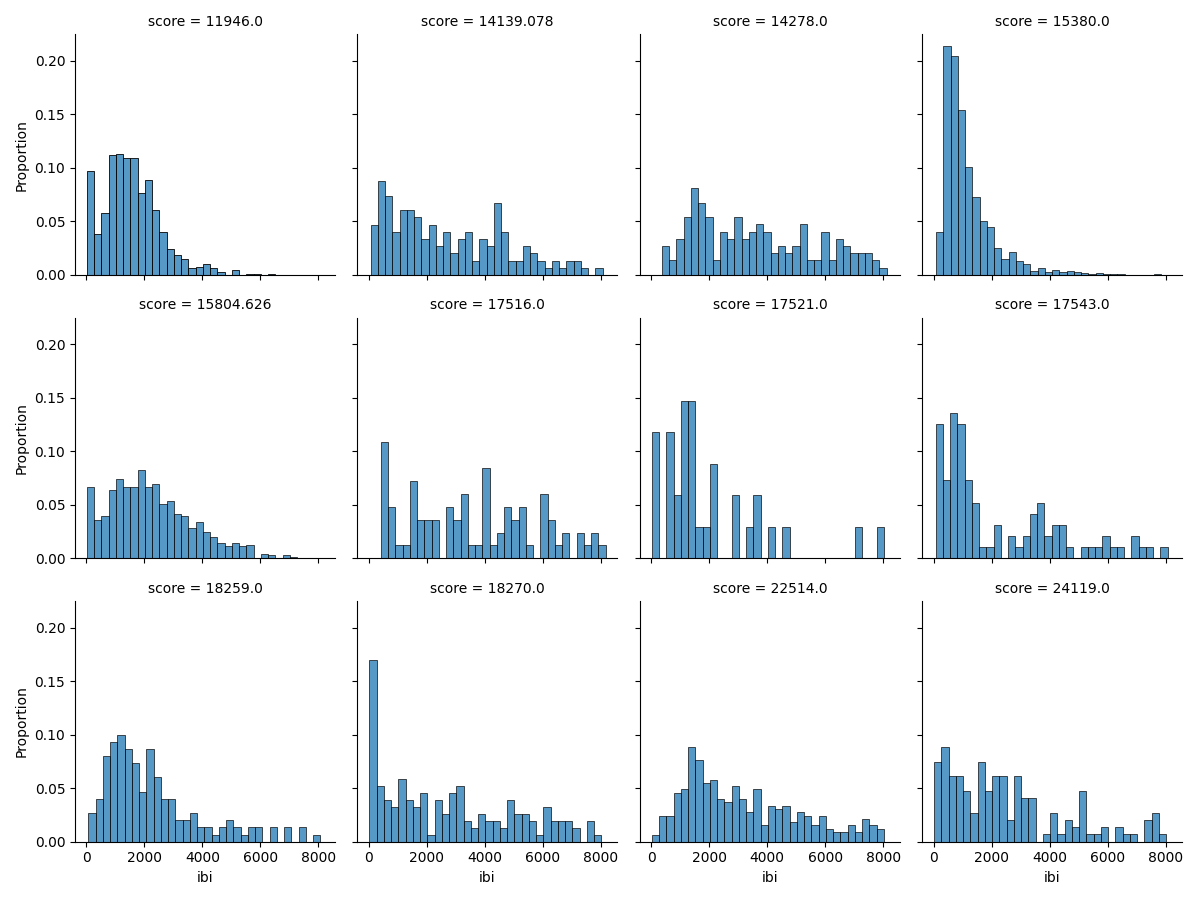 score = 11946.0
score = 14139.078
score = 14278.0
score = 15380.0
Proportion
0.20
0.15
0.10
0.05
0.00
score = 15804.626
score = 17516.0
score = 17521.0
score = 17543.0
Proportion
0.20
0.15
0.10
0.05
0.00
score = 18259.0
score = 18270.0
score = 22514.0
score = 24119.0
Proportion
0.20
0.15
0.10
0.05
0.00
0 2000 4000 6000 8000
0 2000 4000 6000 8000
0 2000 4000 6000 8000
0 2000 4000 6000 8000
ibi
ibi
ibi
ibi